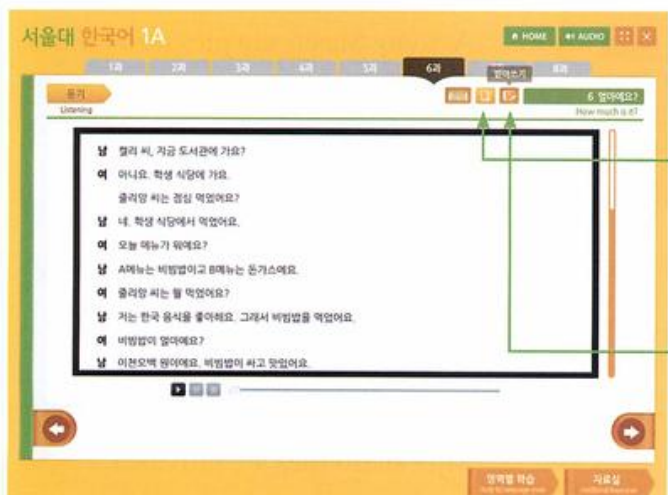 서울대 한국어 1A
HOME AUDIO
1과 2과 3과 4과 5과 6과 8과
받아쓰기
듣기
Listening
6 얼마예요?
How much is it?
남 켈리 씨, 지금 도서관에 가요?
여 아니요. 학생 식당에 가요.
줄리앙 씨는 점심 먹었어요?
남 네. 학생 식당에서 먹었어요.
여 오늘 메뉴가 뭐예요?
남 A메뉴는 비빔밥이고 B메뉴는 돈가스예요.
여 줄리앙 씨는 뭘 먹었어요?
남 저는 한국 음식을 좋아해요. 그래서 비빔밥을 먹었어요.
여 비빔밥이 얼마예요?
남 이천오백 원이에요. 비빔밥이 싸고 맛있어요.
영역별 학습 자료실